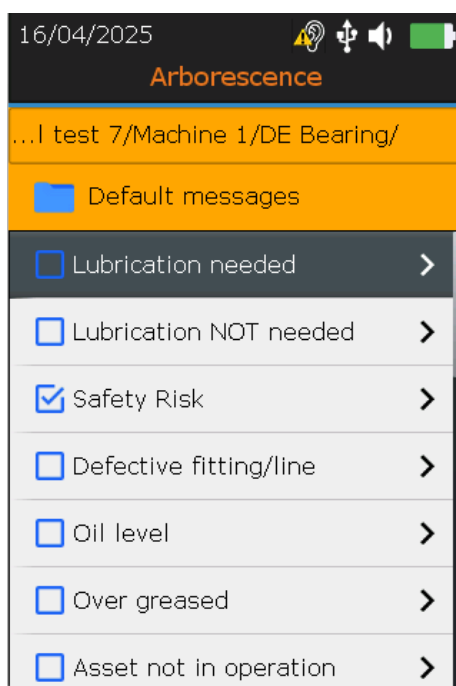 16/04/2025
Arborescence
...l test 7/Machine 1/DE Bearing/
Default messages
Lubrication needed
Lubrication NOT needed
Safety Risk
Defective fitting/line
Oil level
Over greased
Asset not in operation